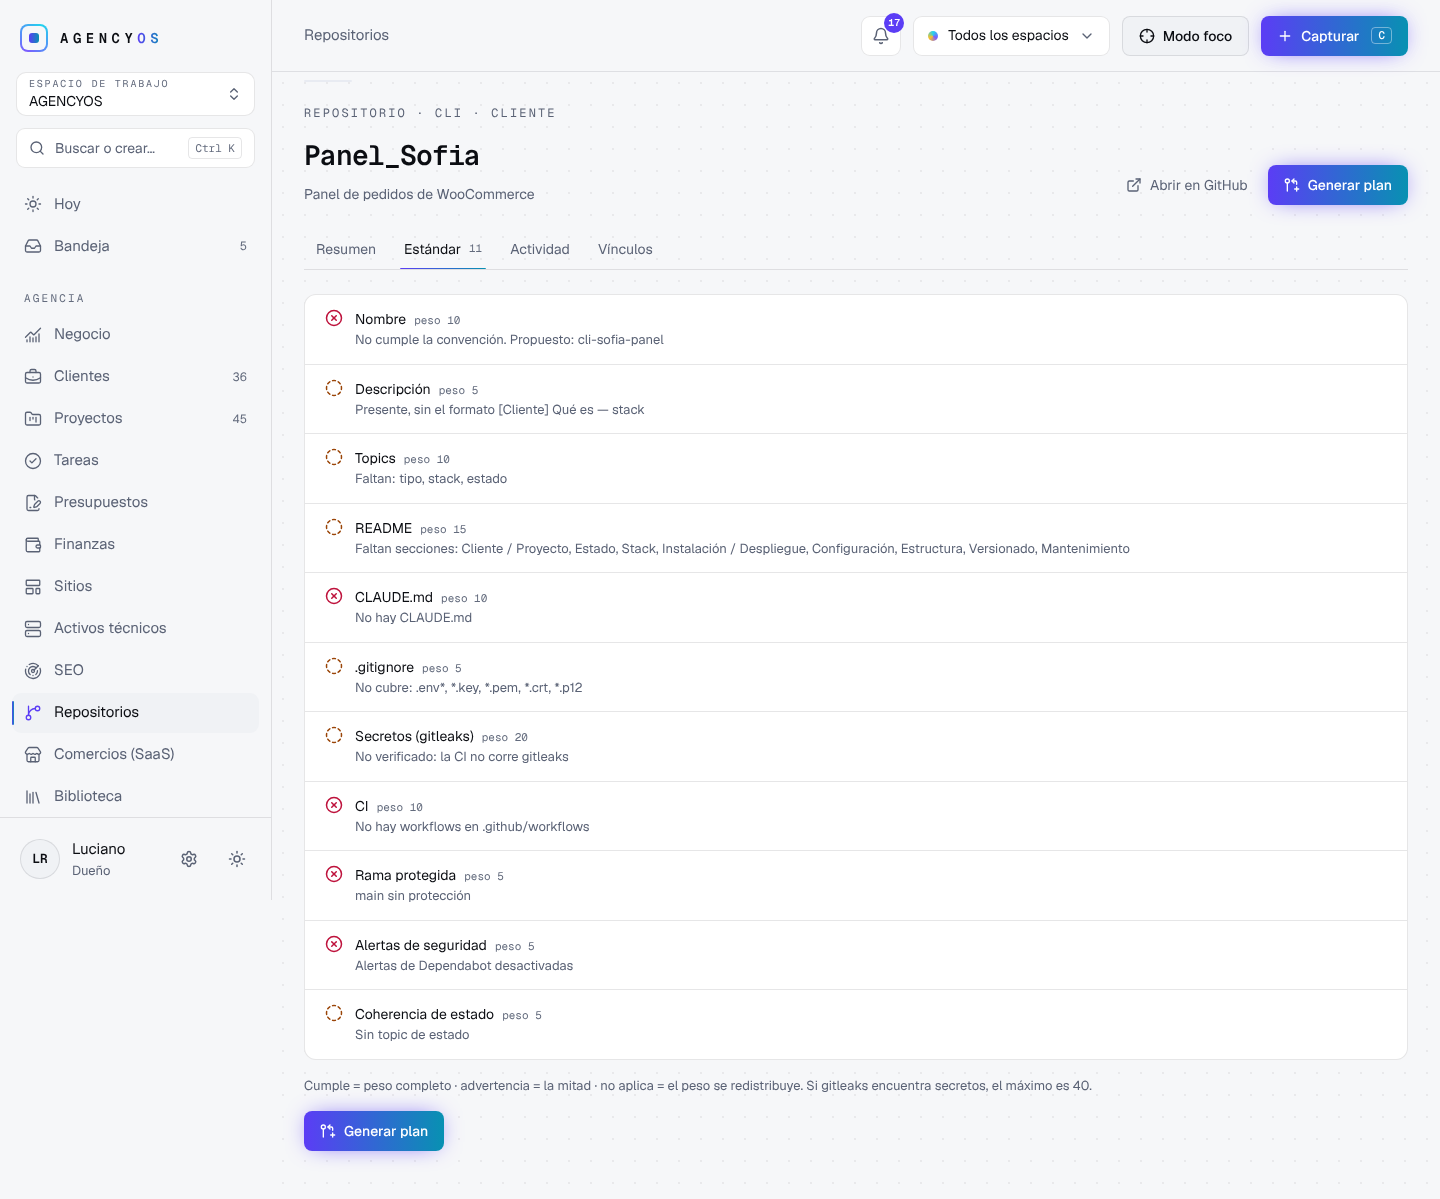 AGENCYOS
ESPACIO DE TRABAJO
AGENCYOS
Buscar o crear... Ctrl K
Hoy
Bandeja 5
AGENCIA
Negocio
Clientes 36
Proyectos 45
Tareas
Presupuestos
Finanzas
Sitios
Activos técnicos
SEO
Repositorios
Comercios (SaaS)
Biblioteca
LR Luciano
Dueño
Repositorios
17
Todos los espacios
Modo foco
Capturar C
REPOSITORIO · CLI · CLIENTE
Panel_Sofia
Panel de pedidos de WooCommerce
Abrir en GitHub
Generar plan
Resumen Estándar 11 Actividad Vínculos
Nombre peso 10
No cumple la convención. Propuesto: cli-sofia-panel
Descripción peso 5
Presente, sin el formato [Cliente] Qué es — stack
Topics peso 10
Faltan: tipo, stack, estado
README peso 15
Faltan secciones: Cliente / Proyecto, Estado, Stack, Instalación / Despliegue, Configuración, Estructura, Versionado, Mantenimiento
CLAUDE.md peso 10
No hay CLAUDE.md
.gitignore peso 5
No cubre: .env*, *.key, *.pem, *.crt, *.p12
Secretos (gitleaks) peso 20
No verificado: la CI no corre gitleaks
CI peso 10
No hay workflows en .github/workflows
Rama protegida peso 5
main sin protección
Alertas de seguridad peso 5
Alertas de Dependabot desactivadas
Coherencia de estado peso 5
Sin topic de estado
Cumple = peso completo · advertencia = la mitad · no aplica = el peso se redistribuye. Si gitleaks encuentra secretos, el máximo es 40.
Generar plan